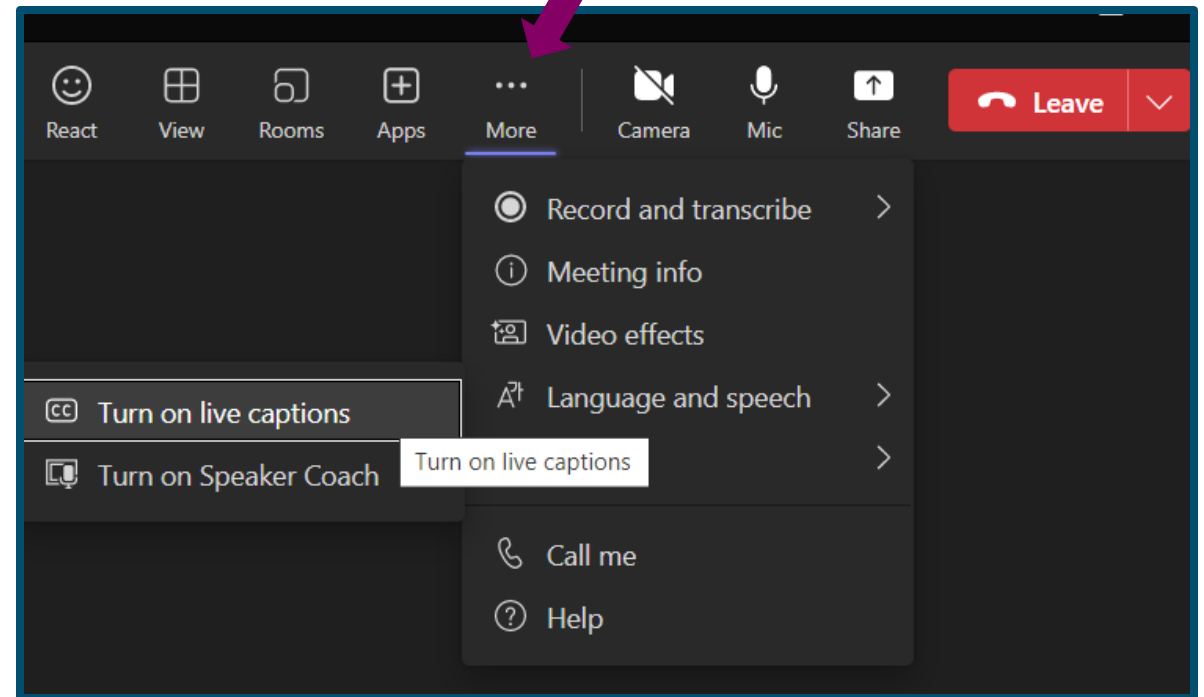 React View Rooms Apps More Camera Mic Share Leave
Record and transcribe
Meeting info
Video effects
Language and speech
CC Turn on live captions
Turn on live captions
Turn on Speaker Coach
Call me
Help